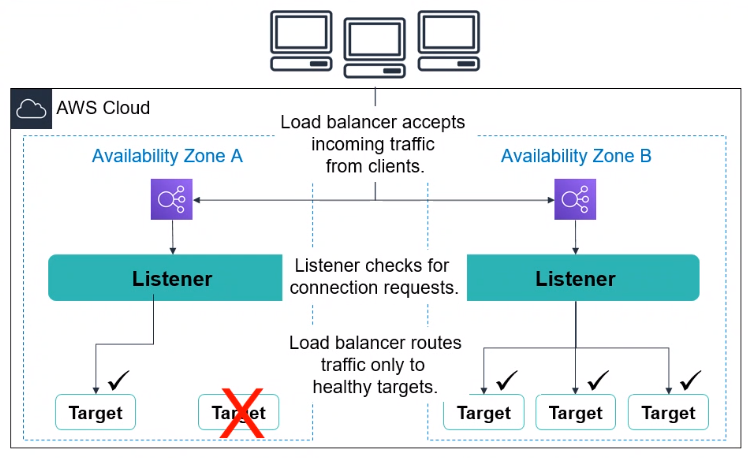 AWS Cloud
Load balancer accepts
incoming traffic
from clients.
Availability Zone A
Availability Zone B
Listener
Listener checks for
connection requests.
Listener
Load balancer routes
traffic only to
healthy targets.
Target
Target
Target
Target
Target